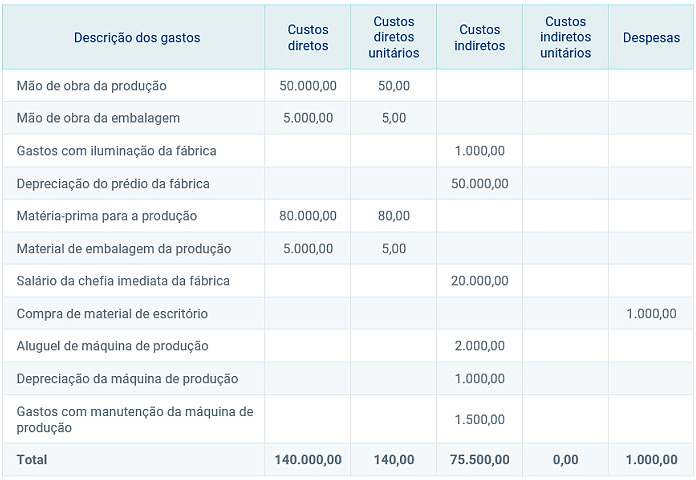 Descrição dos gastos
Custos
diretos
Custos
diretos
unitários
Custos
indiretos
Custos
indiretos
unitários
Despesas
Mão de obra da produção 50.000,00 50,00
Mão de obra da embalagem 5.000,00 5,00
Gastos com iluminação da fábrica 1.000,00
Depreciação do prédio da fábrica 50.000,00
Matéria-prima para a produção 80.000,00 80,00
Material de embalagem da produção 5.000,00 5,00
Salário da chefia imediata da fábrica 20.000,00
Compra de material de escritório 1.000,00
Aluguel de máquina de produção 2.000,00
Depreciação da máquina de produção 1.000,00
Gastos com manutenção da máquina de
produção 1.500,00
Total 140.000,00 140,00 75.500,00 0,00 1.000,00